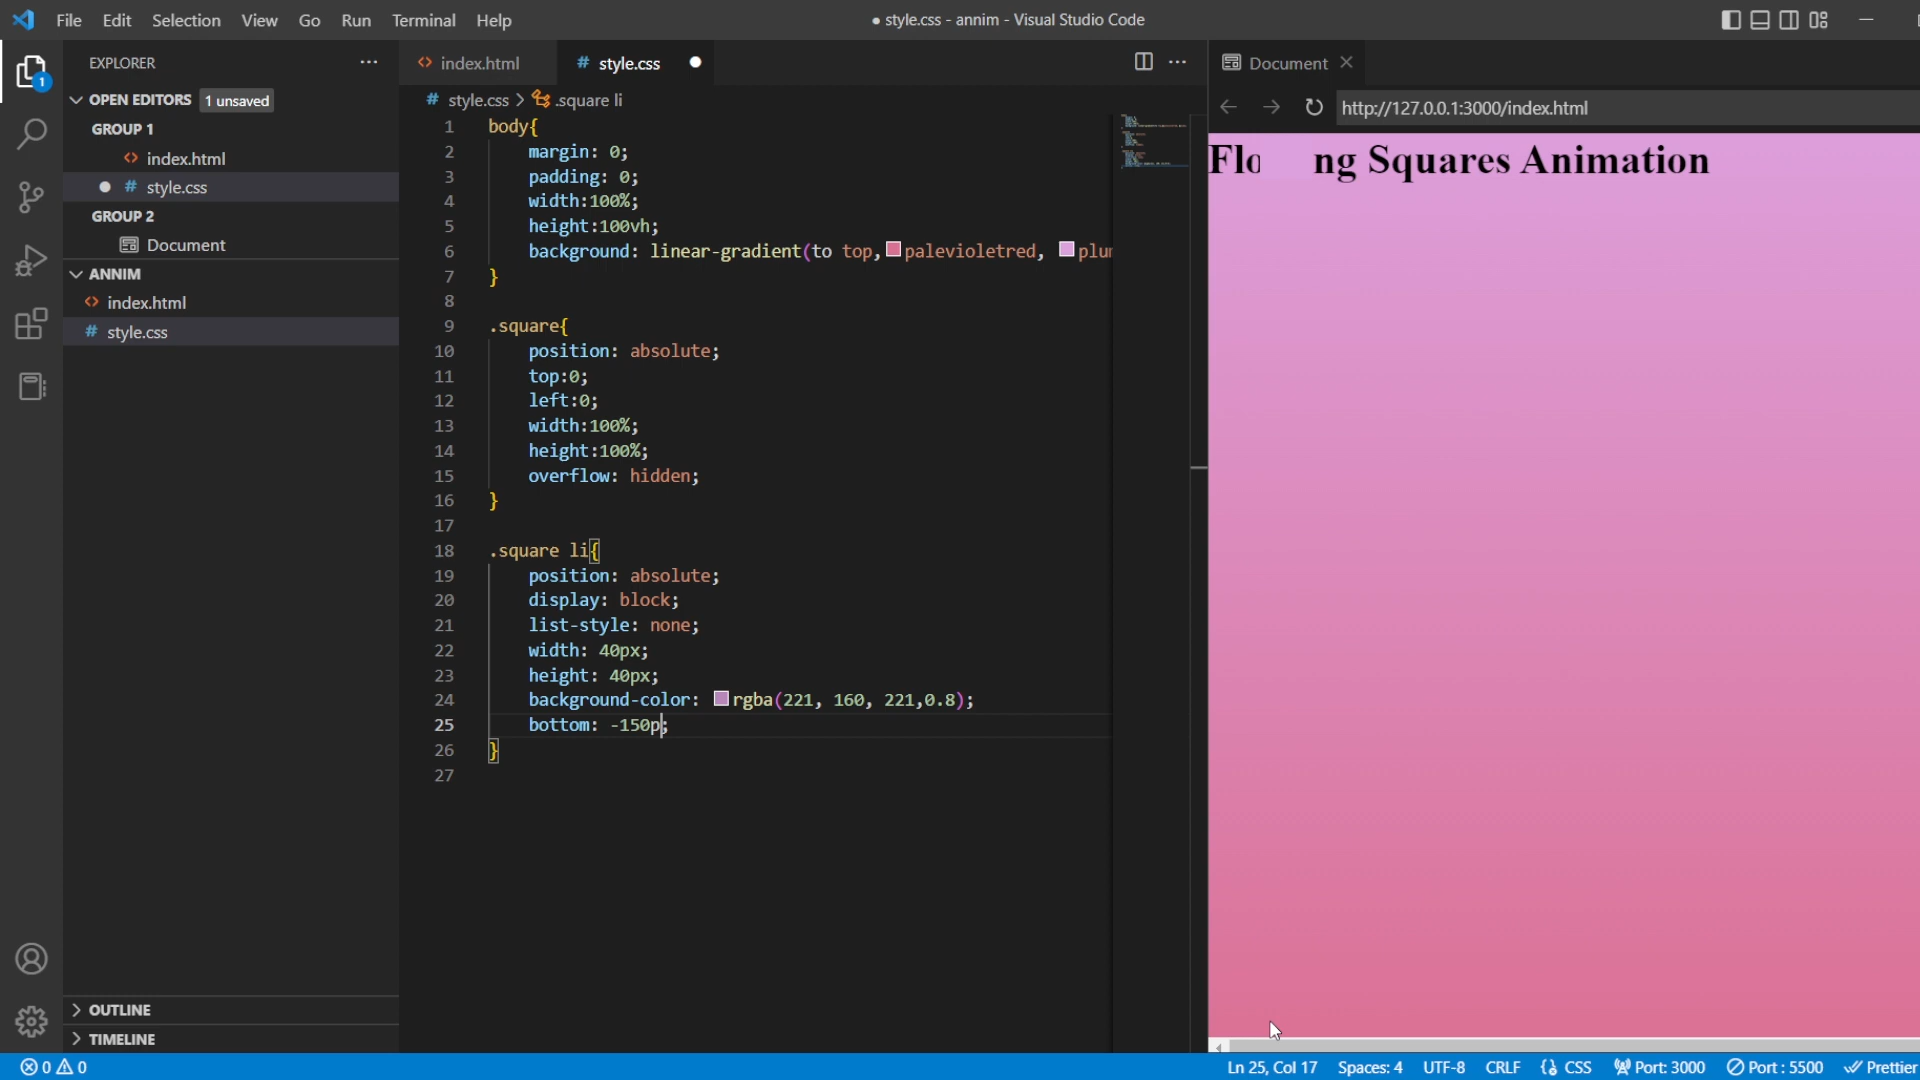 File Edit Selection View Go Run Terminal Help
● style.css - annim - Visual Studio Code
EXPLORER
OPEN EDITORS 1 unsaved
GROUP 1
index.html
style.css
GROUP 2
Document
ANNIM
index.html
style.css
OUTLINE
TIMELINE
1
index.html
# style.css
# style.css > .square li
1 body{
2 margin: 0;
3 padding: 0;
4 width:100%;
5 height:100vh;
6 background: linear-gradient(to top, palevioletred,
7 }
8
9 .square{
10 position: absolute;
11 top:0;
12 left:0;
13 width:100%;
14 height:100%;
15 overflow: hidden;
16 }
17
18 .square li{
19 position: absolute;
20 display: block;
21 list-style: none;
22 width: 40px;
23 height: 40px;
24 background-color: rgba(221, 160, 221,0.8);
25 bottom: -150p;
26 }
27
Document
http://127.0.0.1:3000/index.html
Flo ng Squares Animation
0 0
Ln 25, Col 17 Spaces: 4 UTF-8 CRLF CSS Port: 3000 Port : 5500 Prettier